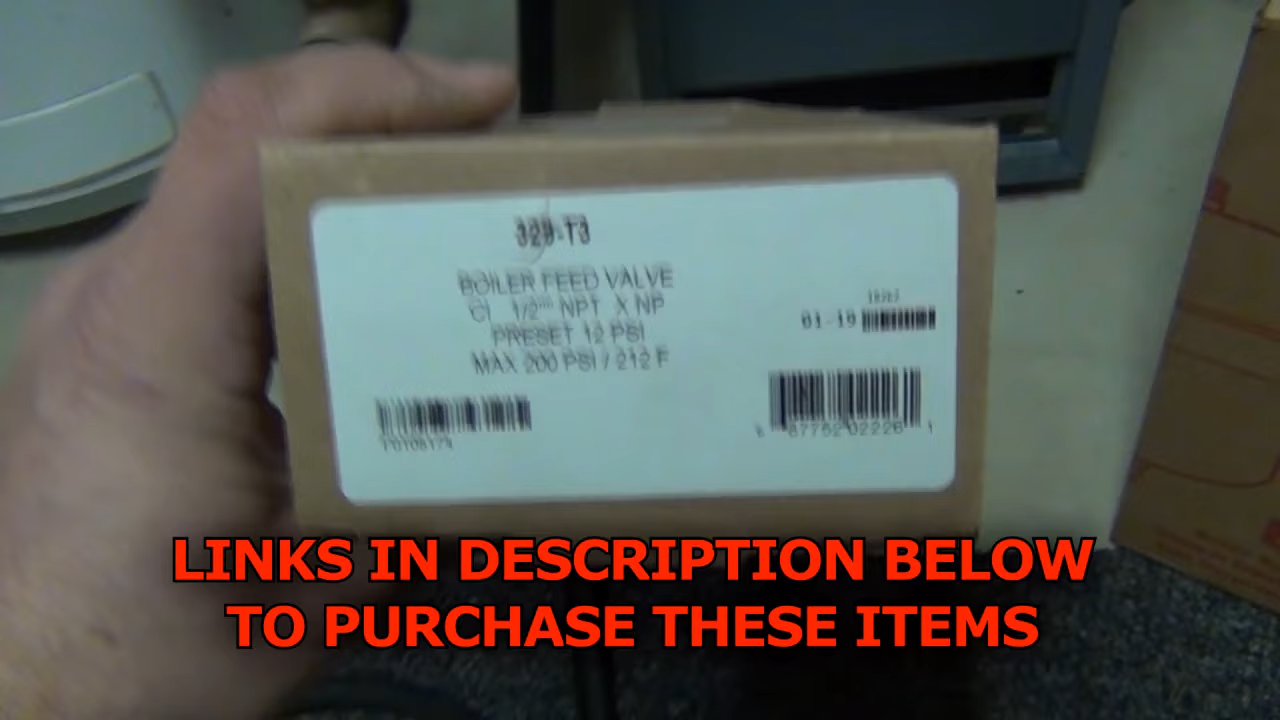 329-T3
BOILER FEED VALVE
CI 1/2" NPT X NP
PRESET 12 PSI
MAX 200 PSI / 212 F
01-19
LINKS IN DESCRIPTION BELOW
TO PURCHASE THESE ITEMS